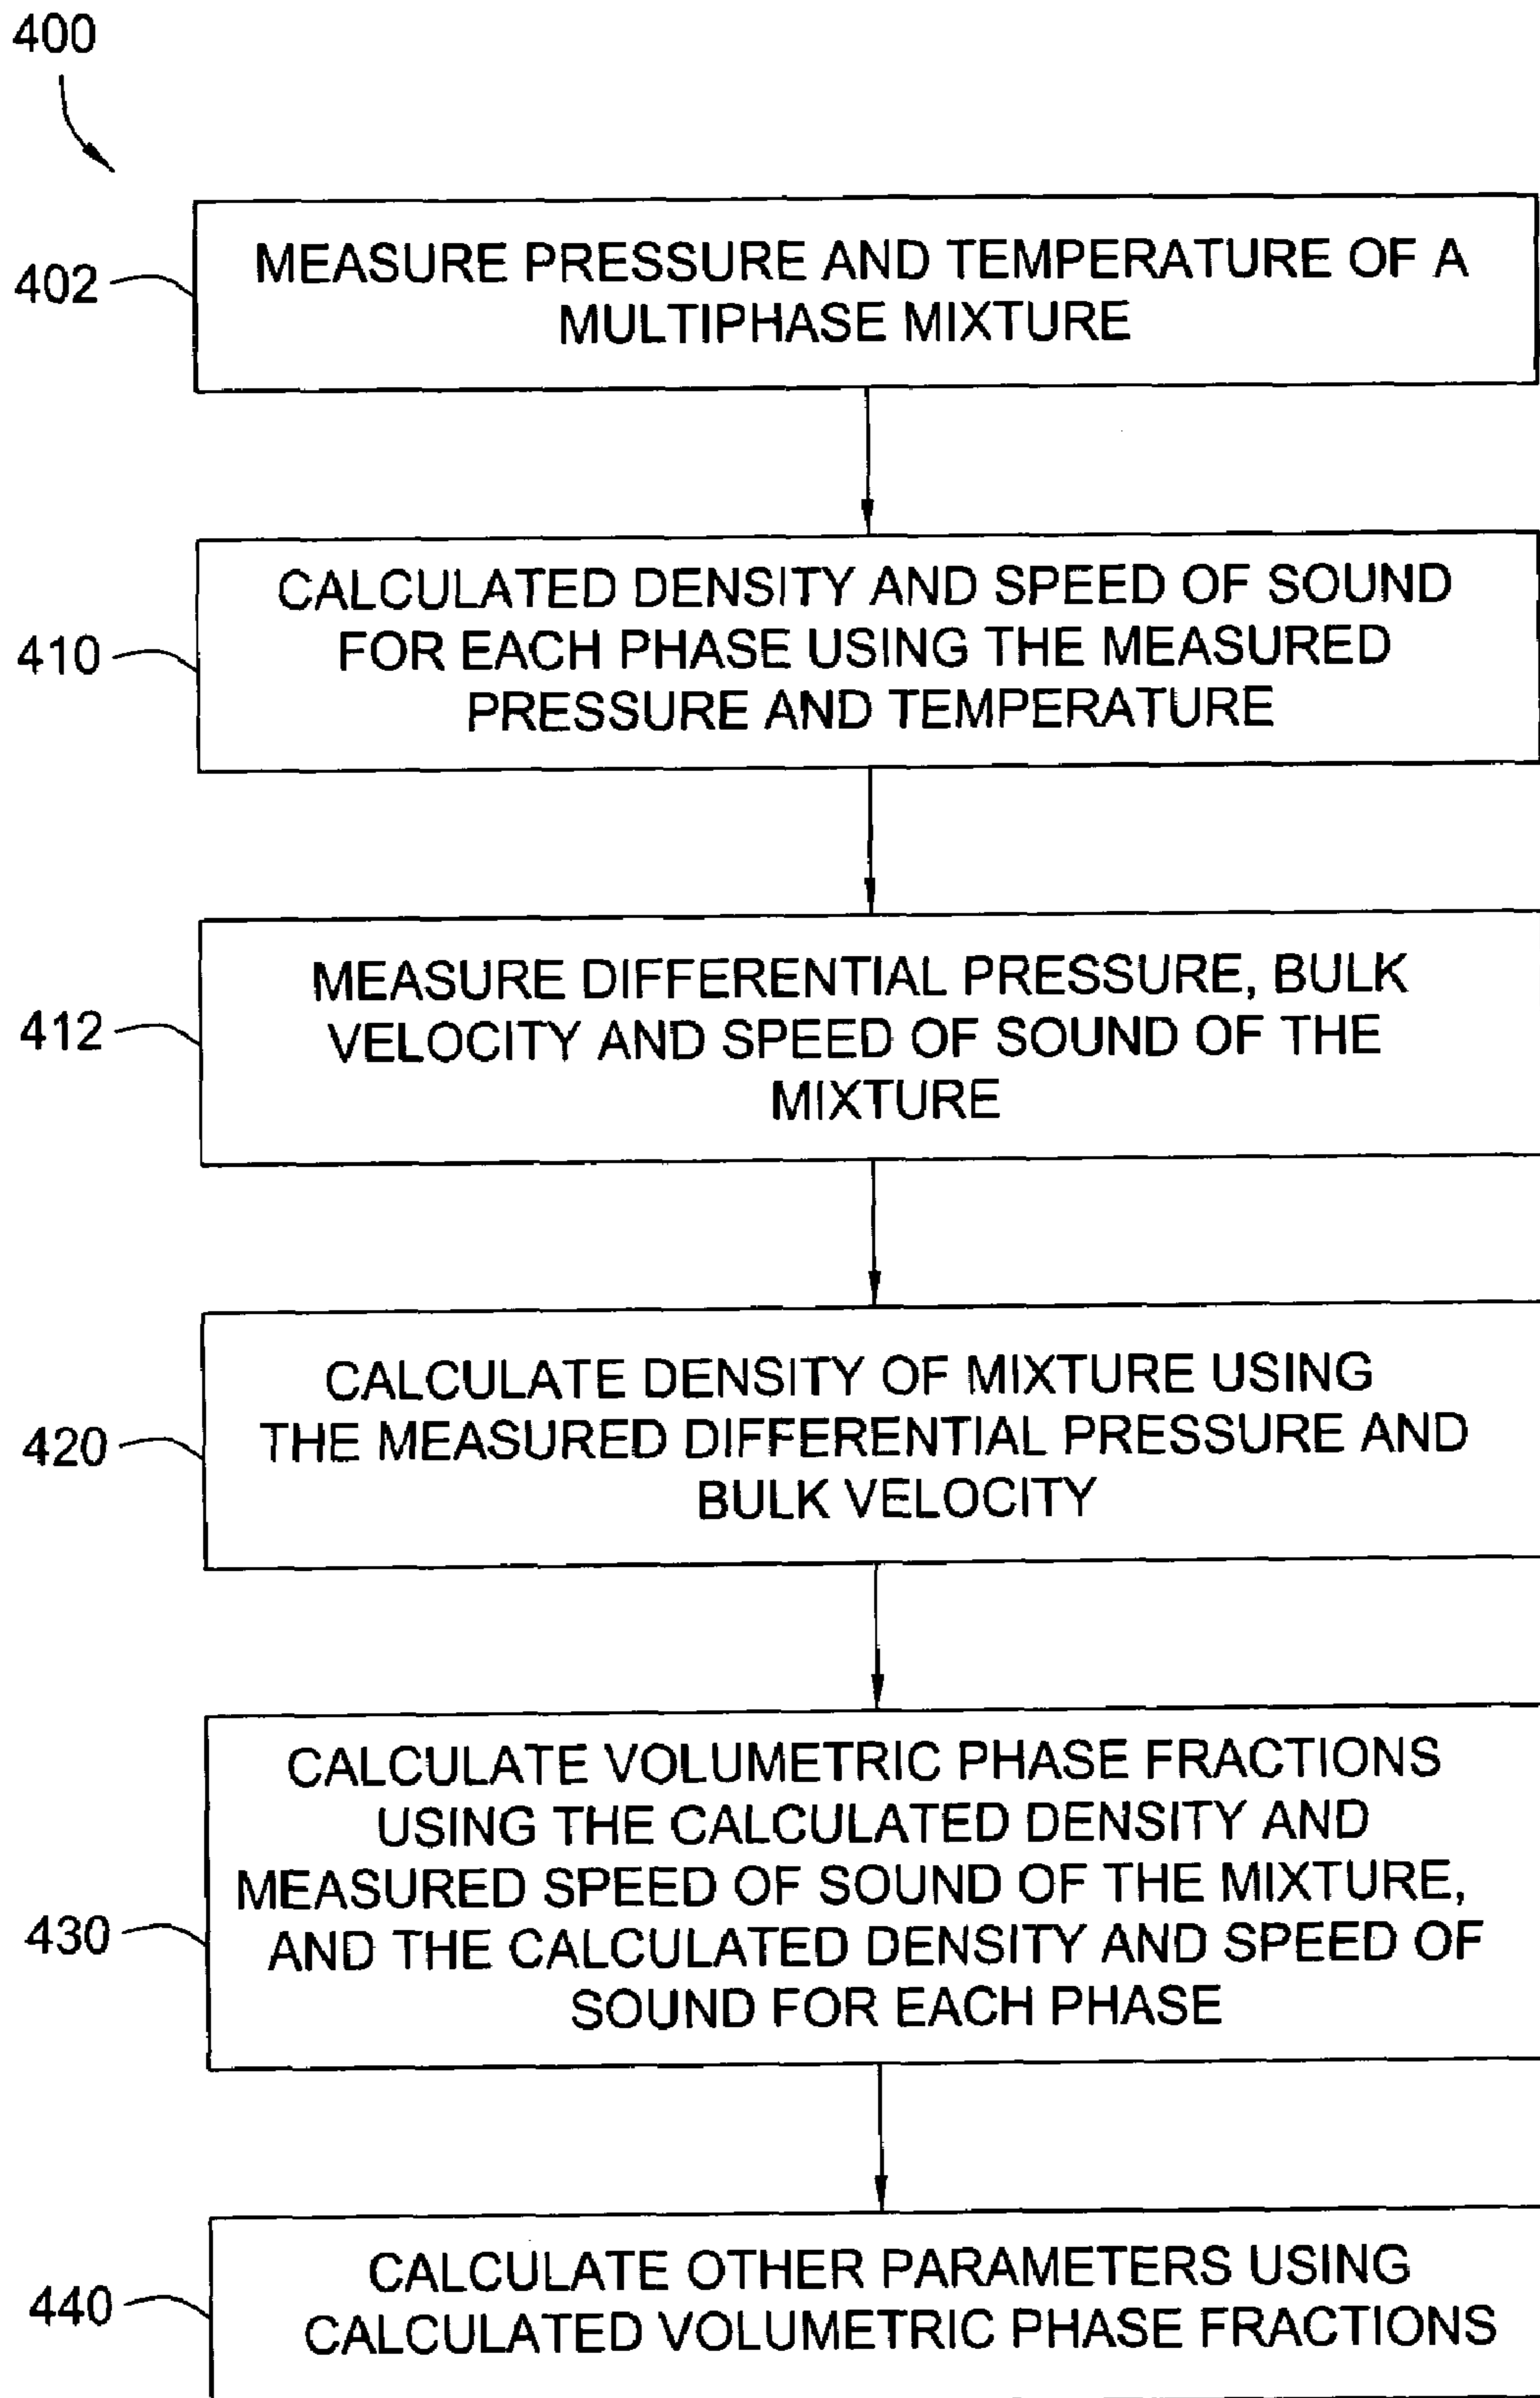 400
402
MEASURE PRESSURE AND TEMPERATURE OF A
MULTIPHASE MIXTURE
410
CALCULATED DENSITY AND SPEED OF SOUND
FOR EACH PHASE USING THE MEASURED
PRESSURE AND TEMPERATURE
412
MEASURE DIFFERENTIAL PRESSURE, BULK
VELOCITY AND SPEED OF SOUND OF THE
MIXTURE
420
CALCULATE DENSITY OF MIXTURE USING
THE MEASURED DIFFERENTIAL PRESSURE AND
BULK VELOCITY
430
CALCULATE VOLUMETRIC PHASE FRACTIONS
USING THE CALCULATED DENSITY AND
MEASURED SPEED OF SOUND OF THE MIXTURE,
AND THE CALCULATED DENSITY AND SPEED OF
SOUND FOR EACH PHASE
440
CALCULATE OTHER PARAMETERS USING
CALCULATED VOLUMETRIC PHASE FRACTIONS